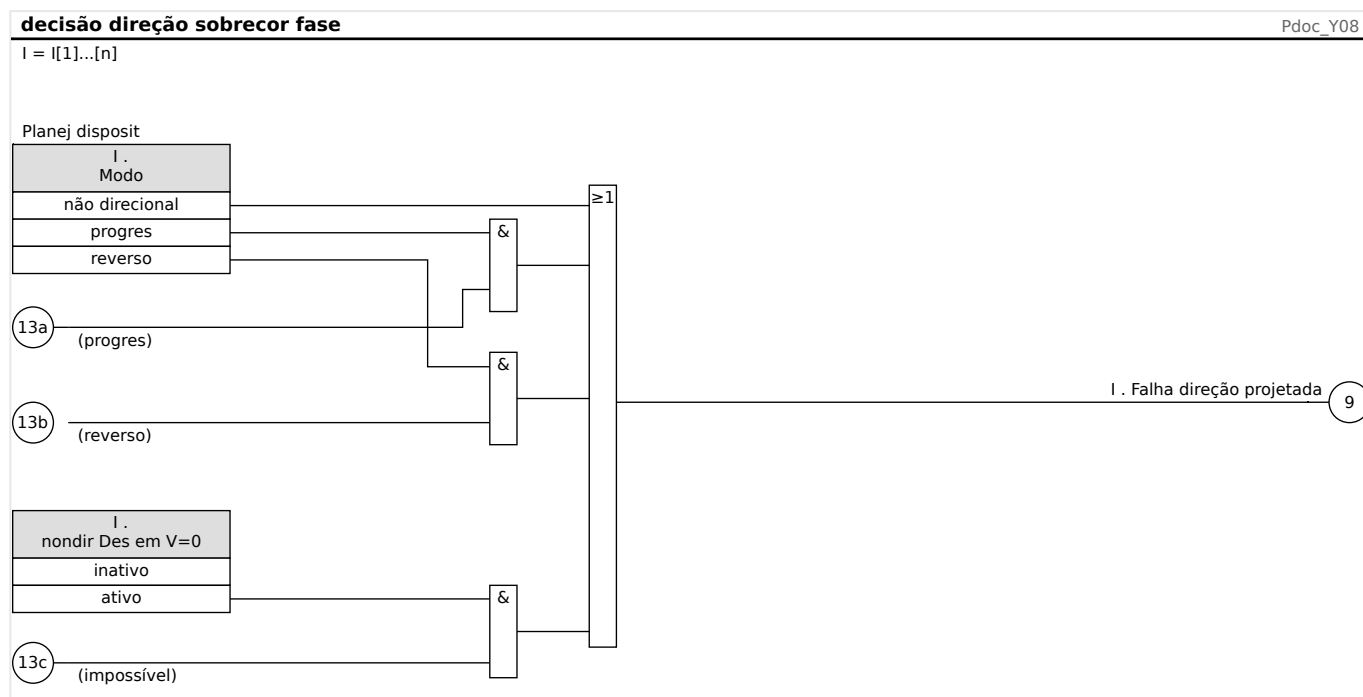 decisão direção sobrecor fase
Pdoc_Y08
I = I[1]...[n]
Planej disposit
I .
Modo
não direcional
progres
reverso
≥1
&
13a
(progres)
&
13b
(reverso)
I . Falha direção projetada
9
I .
nondir Des em V=0
inativo
ativo
&
13c
(impossível)